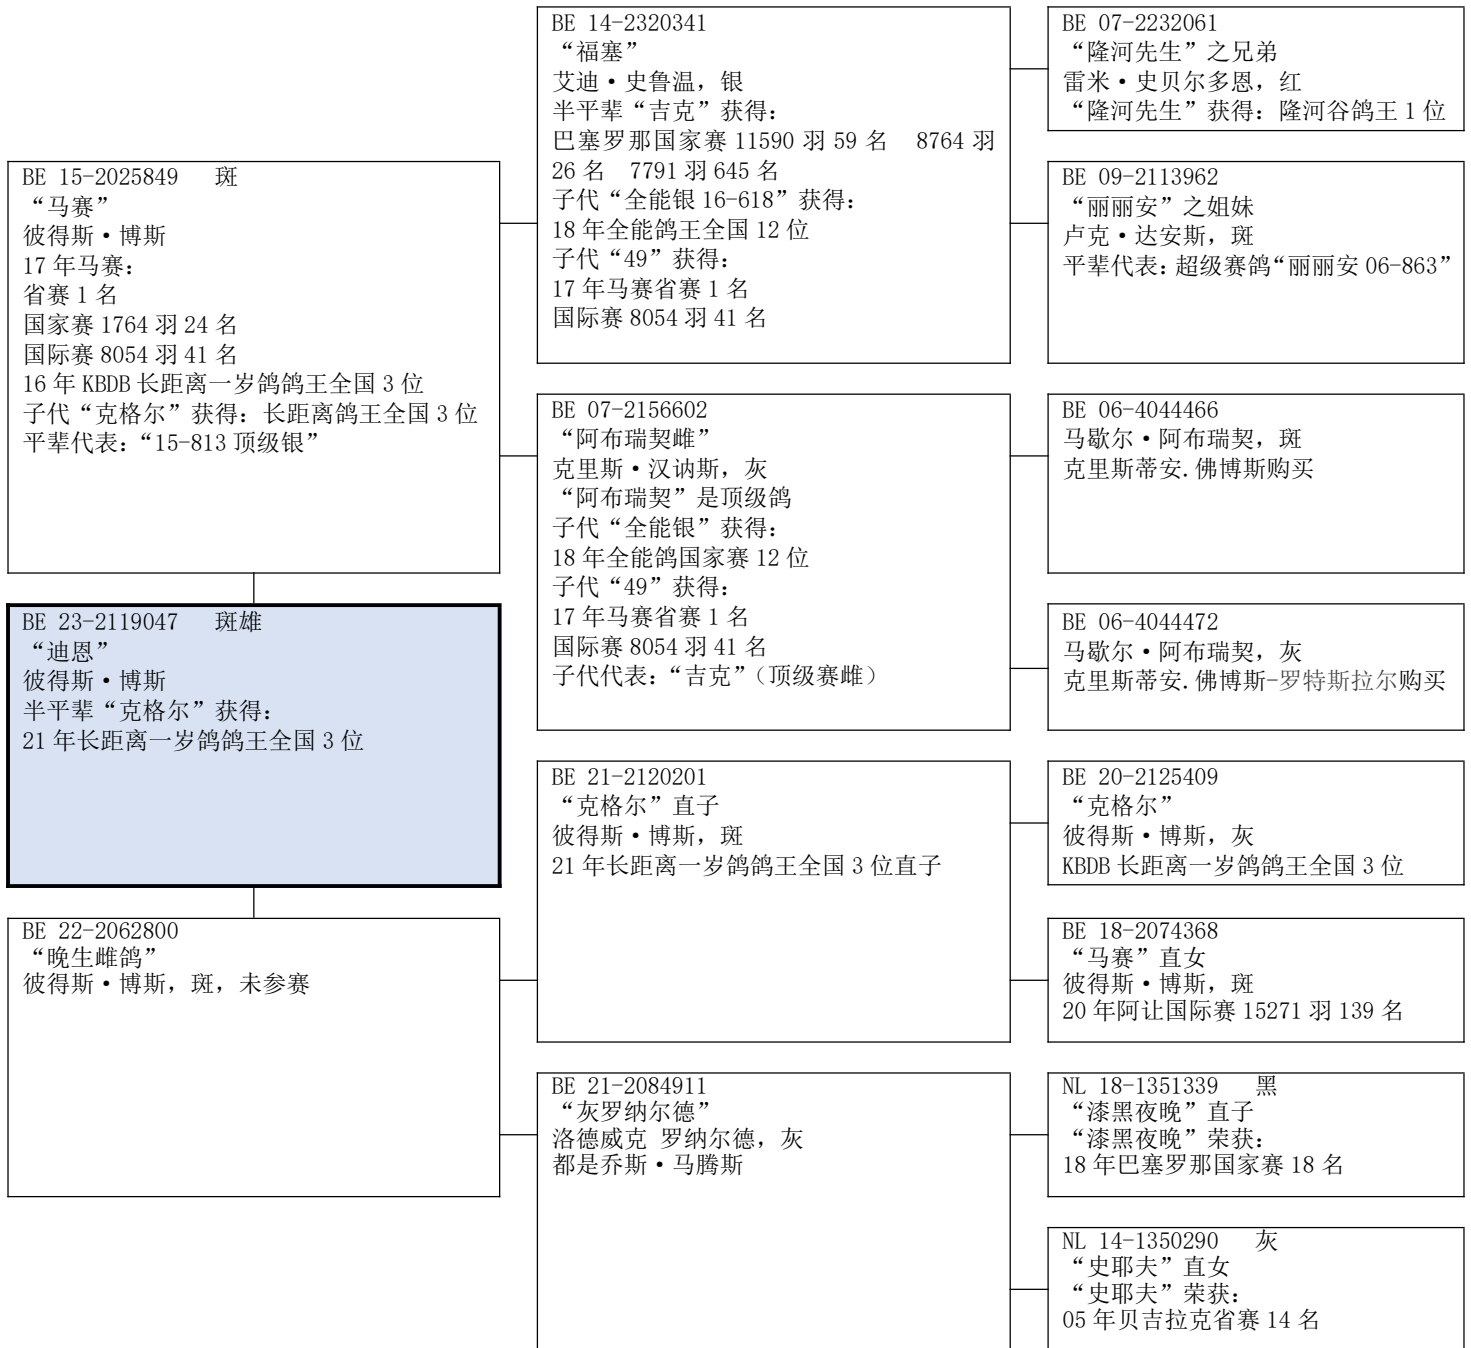 BE 15-2025849 斑
“马赛”
彼得斯·博斯
17 年马赛：
省赛 1 名
国家赛 1764 羽 24 名
国际赛 8054 羽 41 名
16 年 KBDB 长距离一岁鸽鸽王全国 3 位
子代“克格尔”获得：长距离鸽王全国 3 位
平辈代表：“15-813 顶级银”
BE 23-2119047 斑雄
“迪恩”
彼得斯·博斯
半平辈“克格尔”获得：
21 年长距离一岁鸽鸽王全国 3 位
BE 22-2062800
“晚生雌鸽”
彼得斯·博斯，斑，未参赛
BE 14-2320341
“福塞”
艾迪·史鲁温，银
半平辈“吉克”获得：
巴塞罗那国家赛 11590 羽 59 名 8764 羽
26 名 7791 羽 645 名
子代“全能银 16-618”获得：
18 年全能鸽王全国 12 位
子代“49”获得：
17 年马赛省赛 1 名
国际赛 8054 羽 41 名
BE 07-2156602
“阿布瑞契雌”
克里斯·汉讷斯，灰
“阿布瑞契”是顶级鸽
子代“全能银”获得：
18 年全能鸽国家赛 12 位
子代“49”获得：
17 年马赛省赛 1 名
国际赛 8054 羽 41 名
子代代表：“吉克”（顶级赛雌）
BE 21-2120201
“克格尔”直子
彼得斯·博斯，斑
21 年长距离一岁鸽鸽王全国 3 位直子
BE 21-2084911
“灰罗纳尔德”
洛德威克 罗纳尔德，灰
都是乔斯·马腾斯
BE 07-2232061
“隆河先生”之兄弟
雷米·史贝尔多恩，红
“隆河先生”获得：隆河谷鸽王 1 位
BE 09-2113962
“丽丽安”之姐妹
卢克·达安斯，斑
平辈代表：超级赛鸽“丽丽安 06-863”
BE 06-4044466
马歇尔·阿布瑞契，斑
克里斯蒂安.佛博斯购买
BE 06-4044472
马歇尔·阿布瑞契，灰
克里斯蒂安.佛博斯-罗特斯拉尔购买
BE 20-2125409
“克格尔”
彼得斯·博斯，灰
KBDB 长距离一岁鸽鸽王全国 3 位
BE 18-2074368
“马赛”直女
彼得斯·博斯，斑
20 年阿让国际赛 15271 羽 139 名
NL 18-1351339 黑
“漆黑夜晚”直子
“漆黑夜晚”荣获：
18 年巴塞罗那国家赛 18 名
NL 14-1350290 灰
“史耶夫”直女
“史耶夫”荣获：
05 年贝吉拉克省赛 14 名